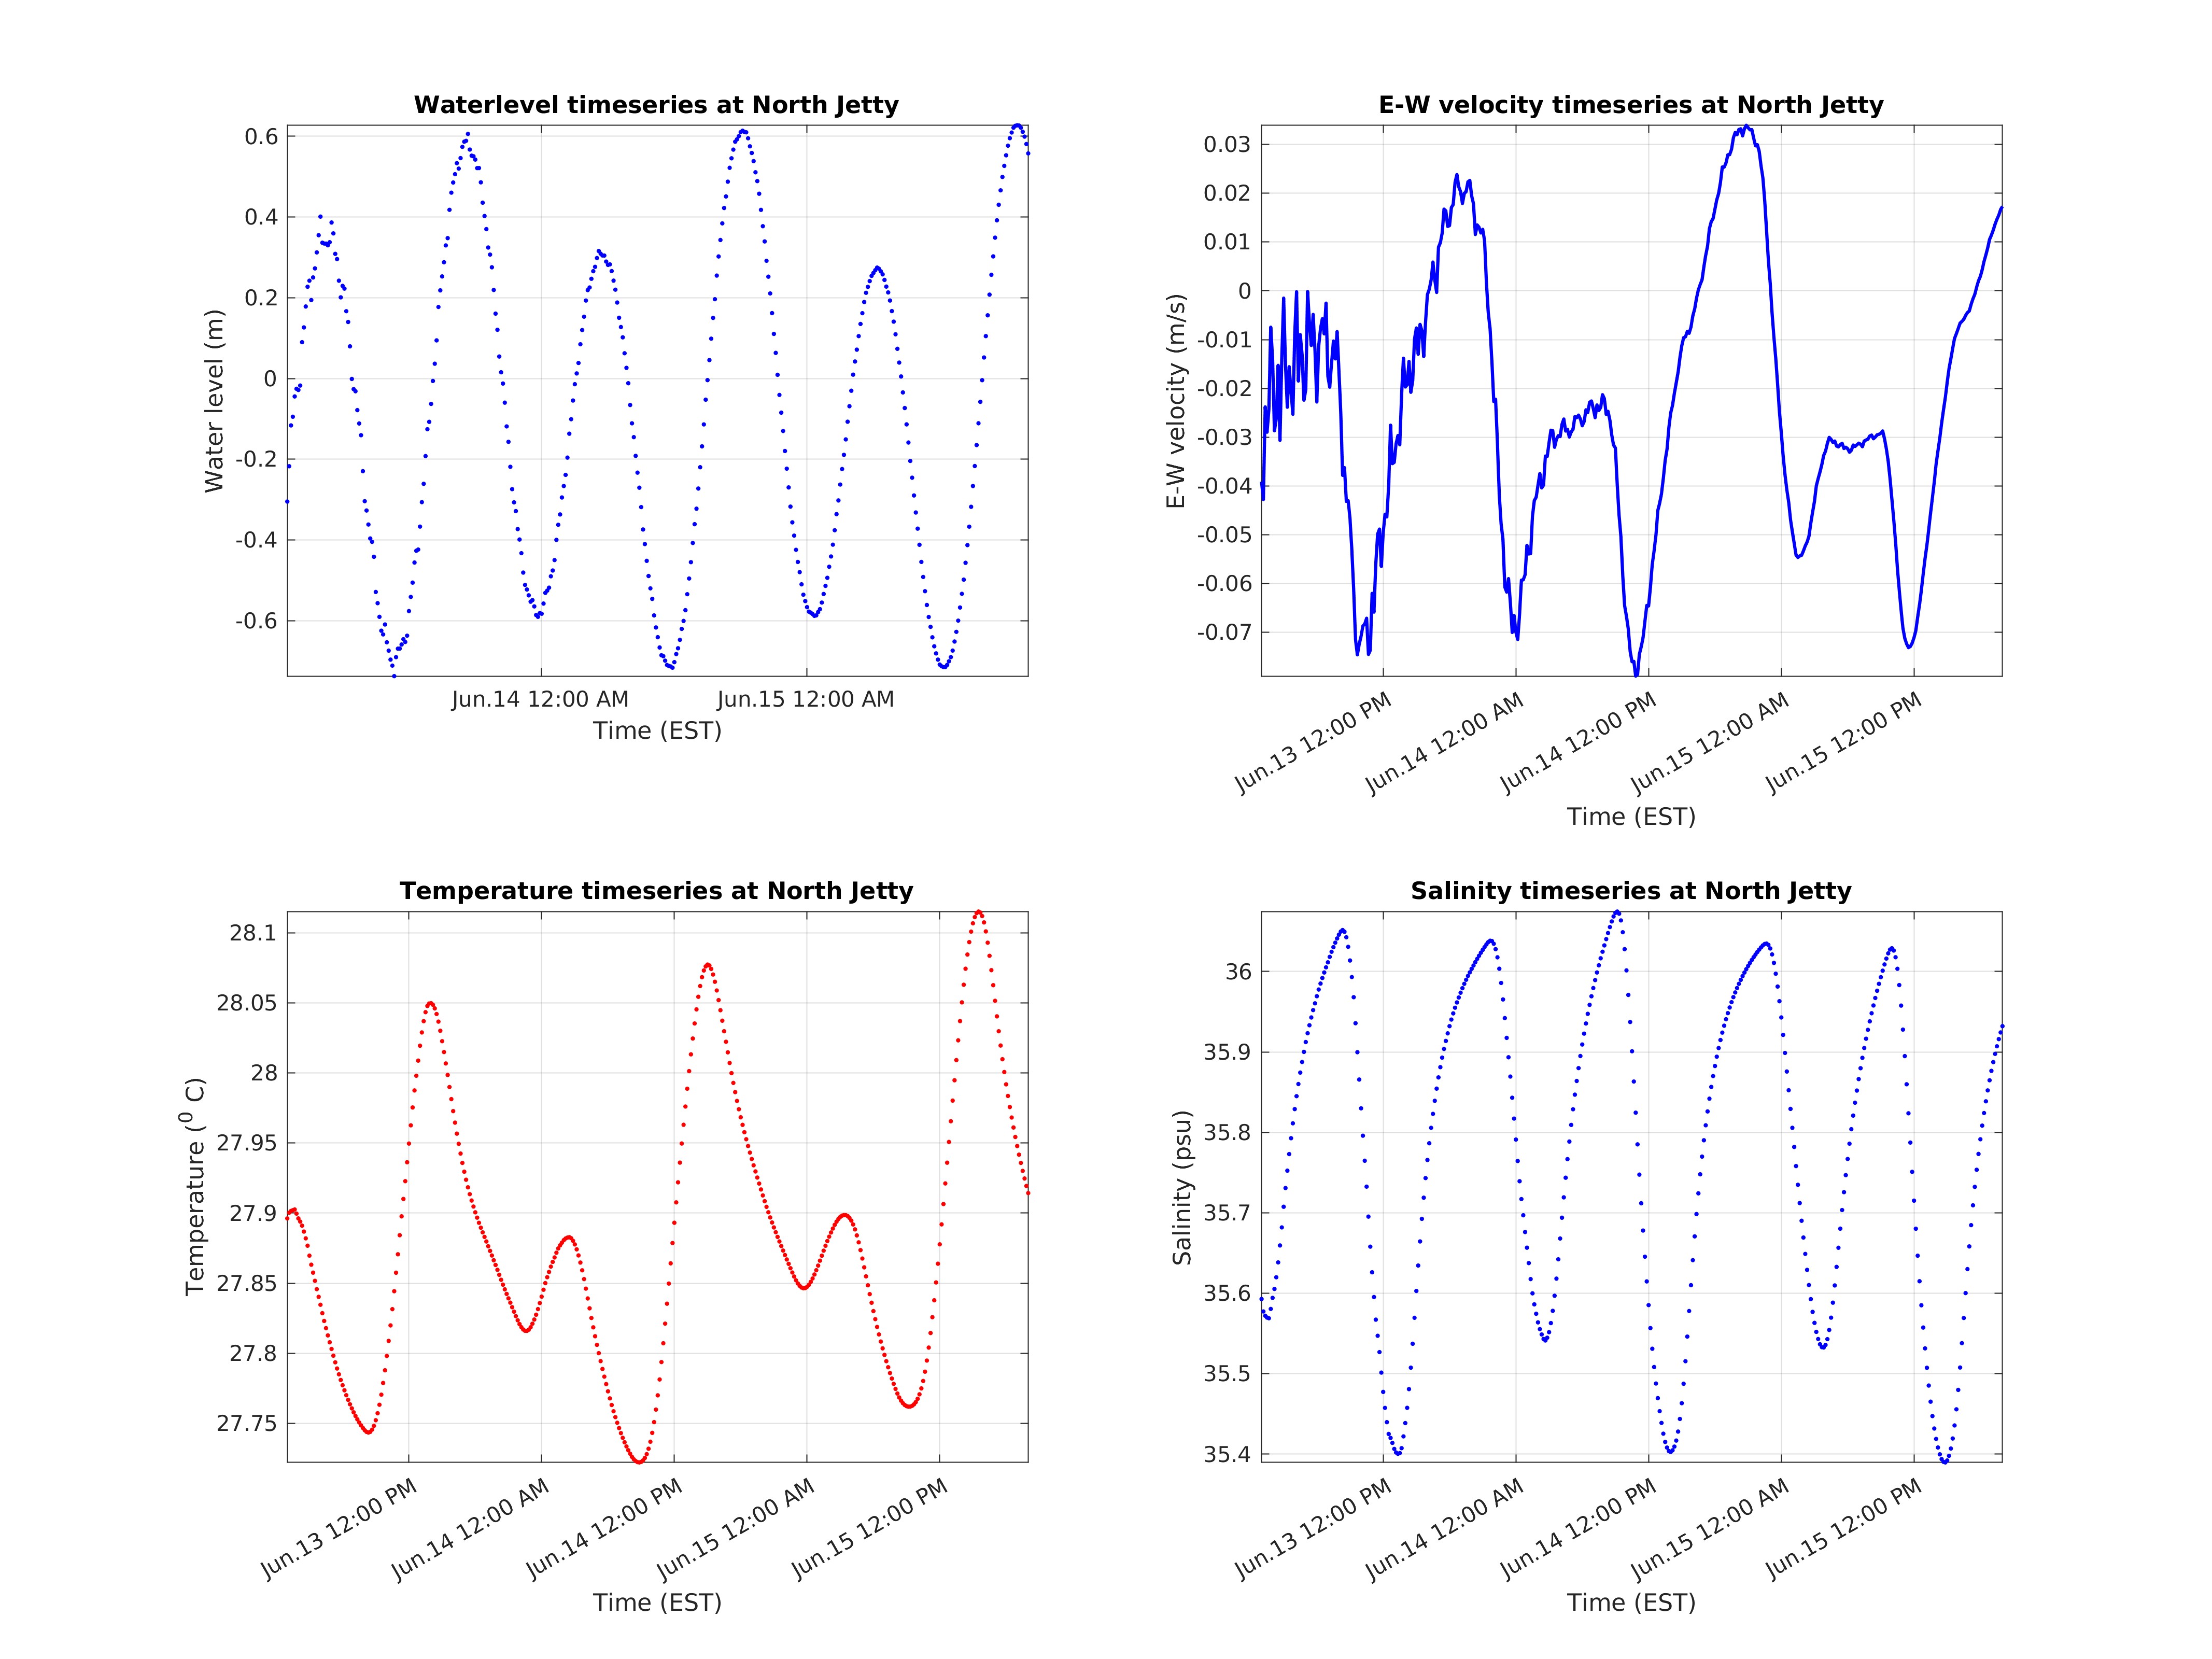 Waterlevel timeseries at North Jetty
0.6
0.4
0.2
0
-0.2
-0.4
-0.6
Water level (m)
Jun.14 12:00 AM
Jun.15 12:00 AM
Time (EST)
E-W velocity timeseries at North Jetty
0.03
0.02
0.01
0
-0.01
-0.02
-0.03
-0.04
-0.05
-0.06
-0.07
E-W velocity (m/s)
Jun.13 12:00 PM
Jun.14 12:00 AM
Jun.14 12:00 PM
Jun.15 12:00 AM
Jun.15 12:00 PM
Time (EST)
Temperature timeseries at North Jetty
28.1
28.05
28
27.95
27.9
27.85
27.8
27.75
Temperature (⁰ C)
Jun.13 12:00 PM
Jun.14 12:00 AM
Jun.14 12:00 PM
Jun.15 12:00 AM
Jun.15 12:00 PM
Time (EST)
Salinity timeseries at North Jetty
36
35.9
35.8
35.7
35.6
35.5
35.4
Salinity (psu)
Jun.13 12:00 PM
Jun.14 12:00 AM
Jun.14 12:00 PM
Jun.15 12:00 AM
Jun.15 12:00 PM
Time (EST)